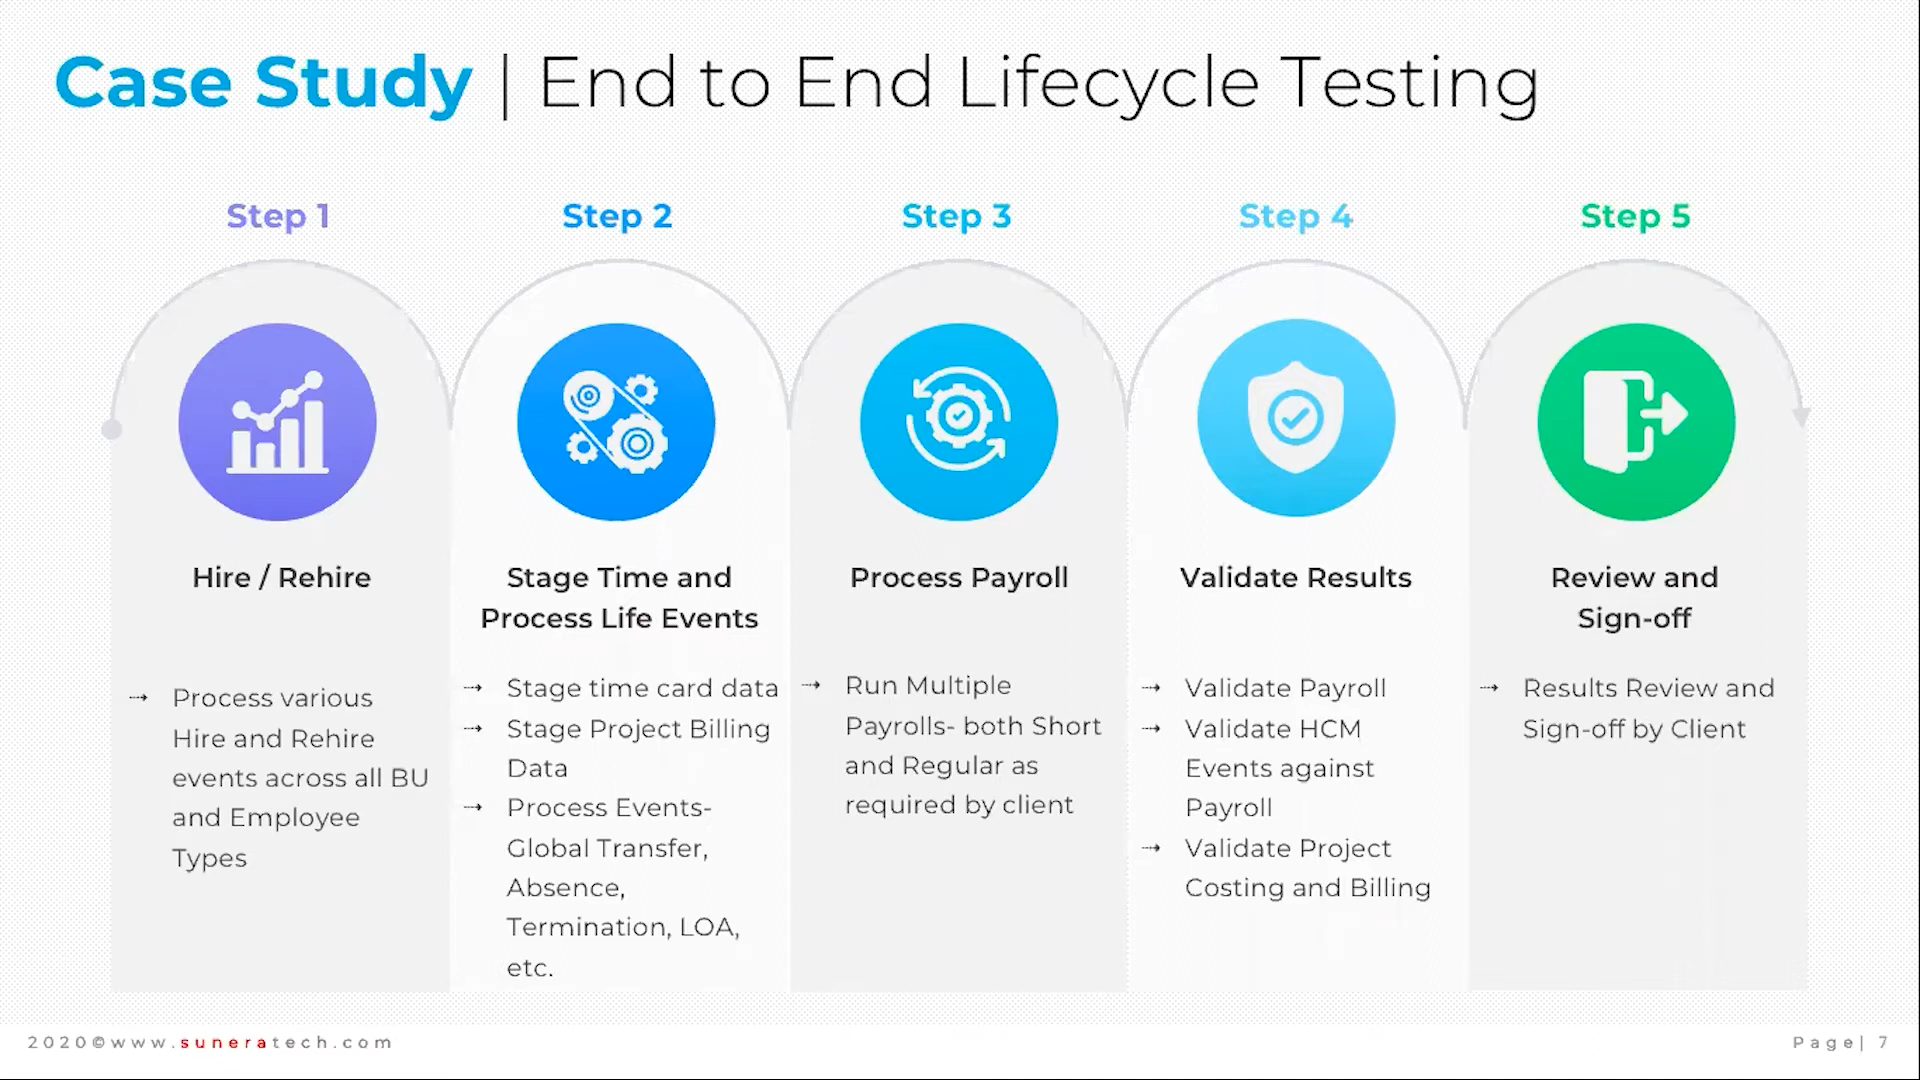 Case Study | End to End Lifecycle Testing
Step 1
Step 2
Step 3
Step 4
Step 5
Hire / Rehire
Process various
Hire and Rehire
events across all BU
and Employee
Types
Stage Time and
Process Life Events
Stage time card data
Stage Project Billing
Data
Process Events-
Global Transfer,
Absence,
Termination, LOA,
etc.
Process Payroll
Run Multiple
Payrolls- both Short
and Regular as
required by client
Validate Results
Validate Payroll
Validate HCM
Events against
Payroll
Validate Project
Costing and Billing
Review and
Sign-off
Results Review and
Sign-off by Client
2020©www.suneratech.com
Page| 7